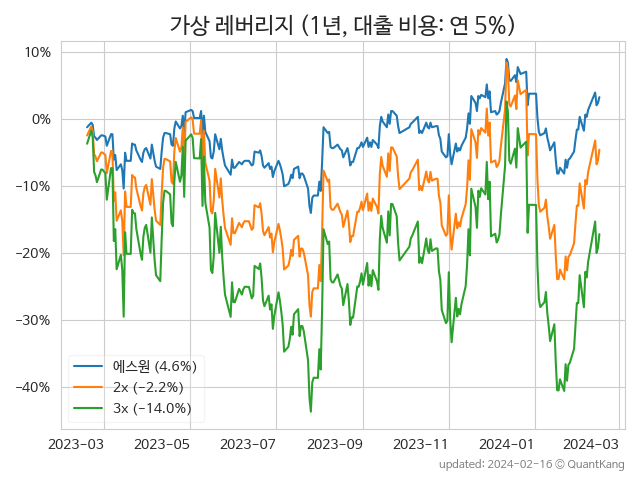 가상 레버리지 (1년, 대출 비용: 연 5%)
10%
0%
−10%
−20%
−30%
−40%
에스원 (4.6%)
2x (−2.2%)
3x (−14.0%)
2023-03 2023-05 2023-07 2023-09 2023-11 2024-01 2024-03
updated: 2024-02-16 © QuantKang